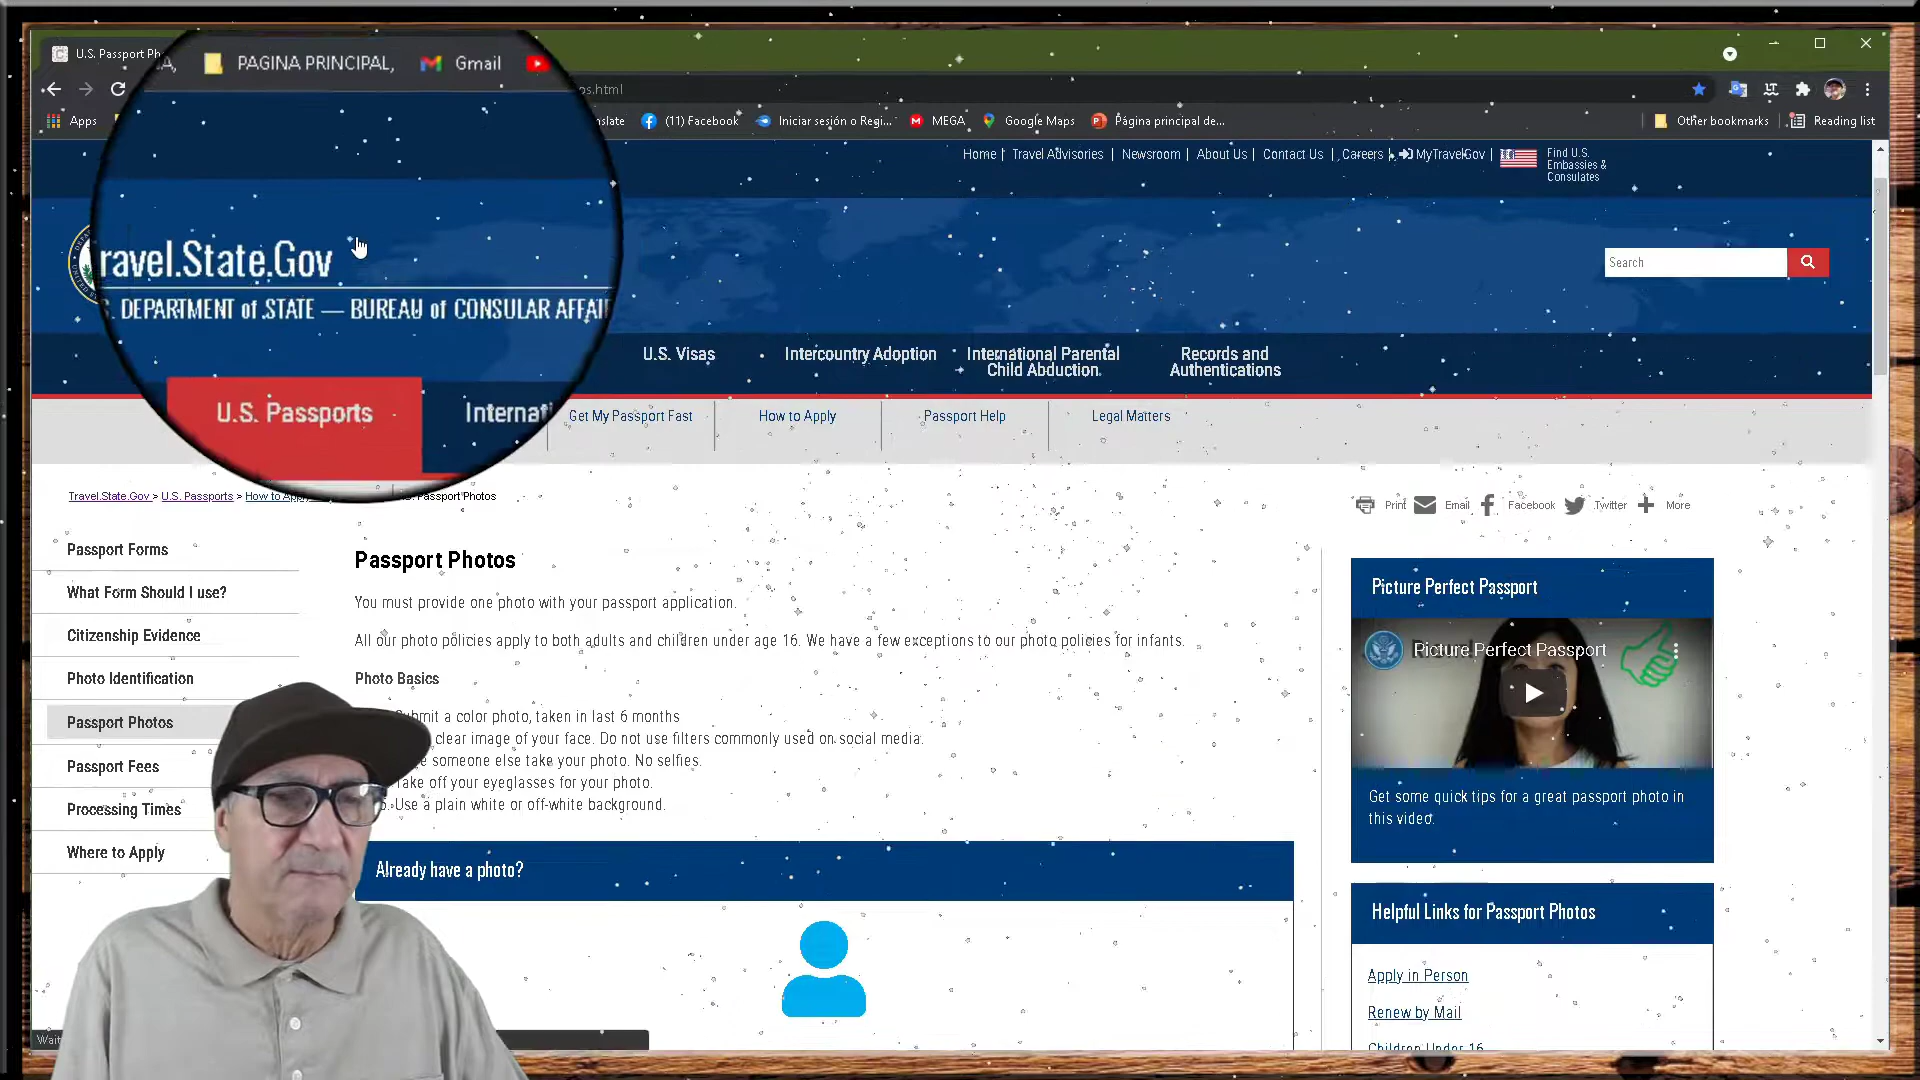 U.S. Passport Ph
A,
PAGINA PRINCIPAL,
Gmail
os.html
Apps
nslate
(11) Facebook
Iniciar sesión o Regi...
MEGA
Google Maps
Página principal de...
Other bookmarks
Reading list
Home | Travel Advisories | Newsroom | About Us | Contact Us | Careers | MyTravelGov |
Find U.S.
Embassies &
Consulates
ravel.State.Gov
. DEPARTMENT of STATE — BUREAU of CONSULAR AFFAI
Search
U.S. Passports
Internati
U.S. Visas
Intercountry Adoption
International Parental
Child Abduction
Records and
Authentications
Get My Passport Fast
How to Apply
Passport Help
Legal Matters
Travel.State.Gov > U.S. Passports > How to Apply
Passport Photos
Print
Email
Facebook
Twitter
More
Passport Forms
What Form Should I use?
Citizenship Evidence
Photo Identification
Passport Photos
Passport Fees
Processing Times
Where to Apply
Passport Photos
You must provide one photo with your passport application.
All our photo policies apply to both adults and children under age 16. We have a few exceptions to our photo policies for infants.
Photo Basics
ubmit a color photo, taken in last 6 months
clear image of your face. Do not use filters commonly used on social media.
e someone else take your photo. No selfies.
Take off your eyeglasses for your photo.
5. Use a plain white or off-white background.
Already have a photo?
Picture Perfect Passport
Picture Perfect Passport
Get some quick tips for a great passport photo in
this video.
Helpful Links for Passport Photos
Apply in Person
Renew by Mail
Children Under 16
Wait